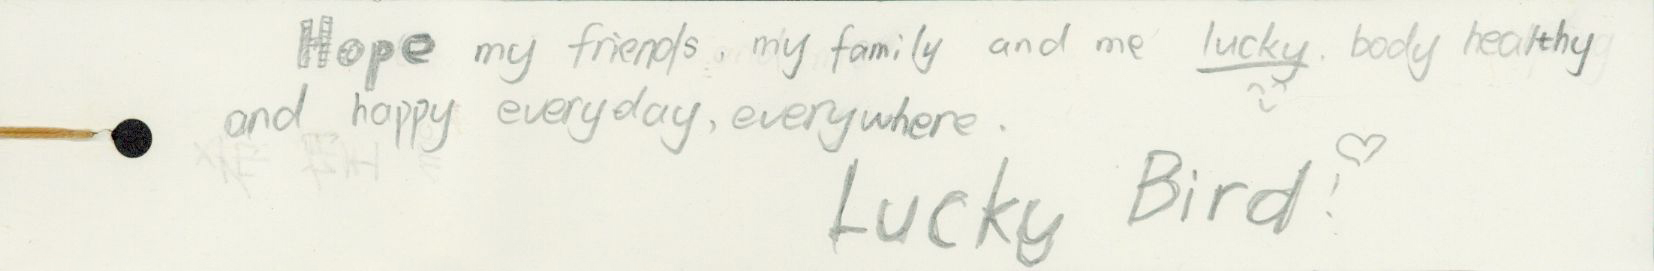 Hope my friends. my family and me lucky. body healthy
and happy everyday, everywhere.
Lucky Bird!